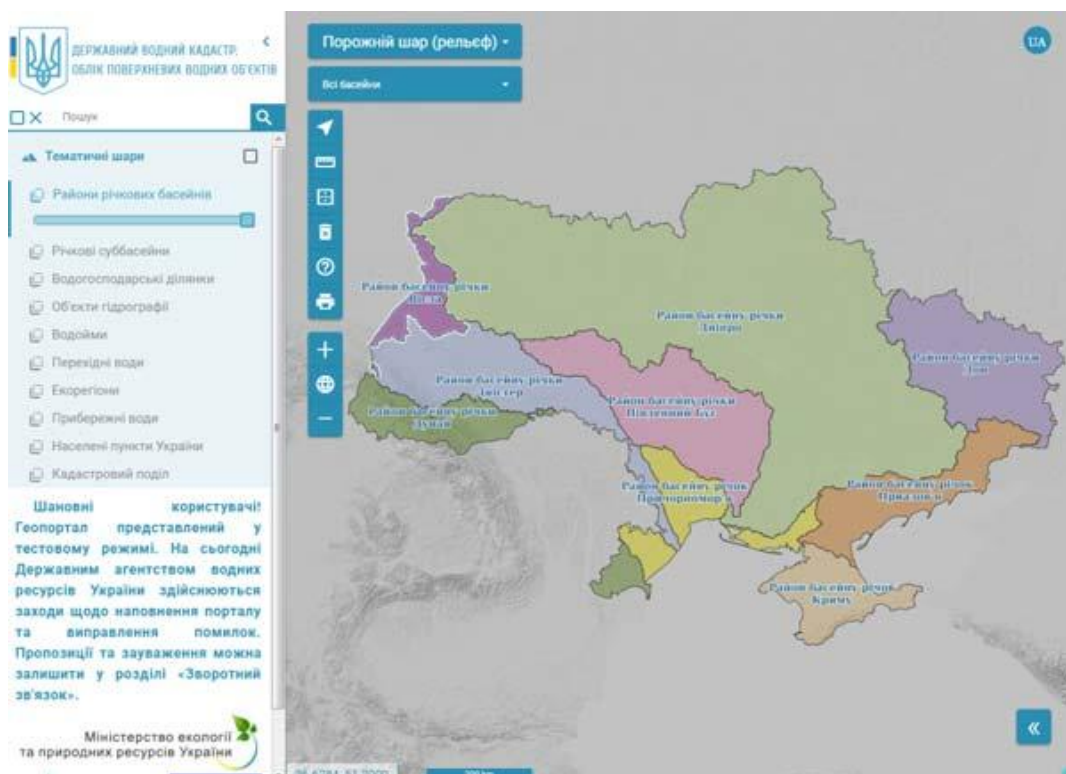 ДЕРЖАВНИЙ ВОДНИЙ КАДАСТР.
ОБЛІК ПОВЕРХНЕВИХ ВОДНИХ ОБ'ЄКТІВ
Пошук
Тематичні шари
Райони річкових басейнів
Річкові суббасейни
Водогосподарські ділянки
Об'єкти гідрографії
Водойми
Перехідні води
Екорегіони
Прибережні води
Населені пункти України
Кадастровий поділ
Шановні користувачі!
Геопортал представлений у
тестовому режимі. На сьогодні
Державним агентством водних
ресурсів України здійснюються
заходи щодо наповнення порталу
та виправлення помилок.
Пропозиції та зауваження можна
залишити у розділі «Зворотний
зв'язок».
Міністерство екології
та природних ресурсів України
Порожній шар (рельєф)
Всі басейни
UA
Район басейну річки
Вісла
Район басейну річки
Дніпро
Район басейну річки
Дон
Район басейну річки
Дністер
Район басейну річки
Південний Буг
Район басейну річки
Дунай
Район басейну річок
Причорномор'я
Район басейну річок
Приазов'я
Район басейну річок
Криму